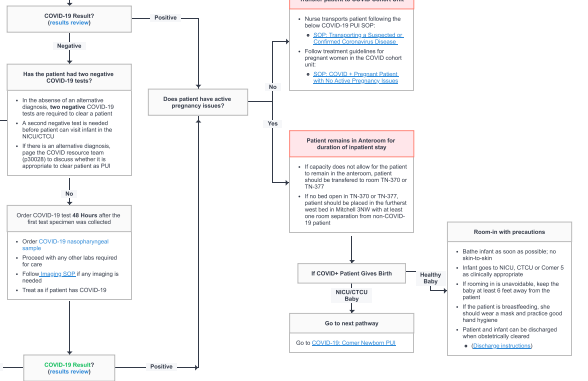 Transfer patient to COVID Cohort Unit
COVID-19 Result?
(results review)
Positive
Nurse transports patient following the
below COVID-19 PUI SOP:
SOP: Transporting a Suspected or
Confirmed Coronavirus Disease
Follow treatment guidelines for
pregnant women in the COVID cohort
unit:
SOP: COVID + Pregnant Patient
with No Active Pregnancy Issues
Negative
Has the patient had two negative
COVID-19 tests?
In the absense of an alternative
diagnosis, two negative COVID-19
tests are required to clear a patient
A second negative test is needed
before patient can visit infant in the
NICU/CTCU
If there is an alternative diagnosis,
page the COVID resource team
(p30028) to discuss whether it is
appropriate to clear patient as PUI
Does patient have active
pregnancy issues?
No
Yes
Patient remains in Anteroom for
duration of inpatient stay
If capacity does not allow for the patient
to remain in the anteroom, patient
should be transfered to room TN-370 or
TN-377
If no bed open in TN-370 or TN-377,
patient should be placed in the furtherst
west bed in Mitchell 3NW with at least
one room separation from non-COVID-
19 patient
No
Order COVID-19 test 48 Hours after the
first test specimen was collected
Order COVID-19 nasopharyngeal
sample
Proceed with any other labs required
for care
Follow Imaging SOP if any imaging is
needed
Treat as if patient has COVID-19
If COVID+ Patient Gives Birth
Healthy
Baby
NICU/CTCU
Baby
Go to next pathway
Go to COVID-19: Comer Newborn PUI
Room-in with precautions
Bathe infant as soon as possible; no
skin-to-skin
Infant goes to NICU, CTCU or Comer 5
as clinically appropriate
If rooming in is unavoidable, keep the
baby at least 6 feet away from the
patient
If the patient is breastfeeding, she
should wear a mask and practice good
hand hygiene
Patient and infant can be discharged
when obstetrically cleared
(Discharge instructions)
COVID-19 Result?
(results review)
Positive